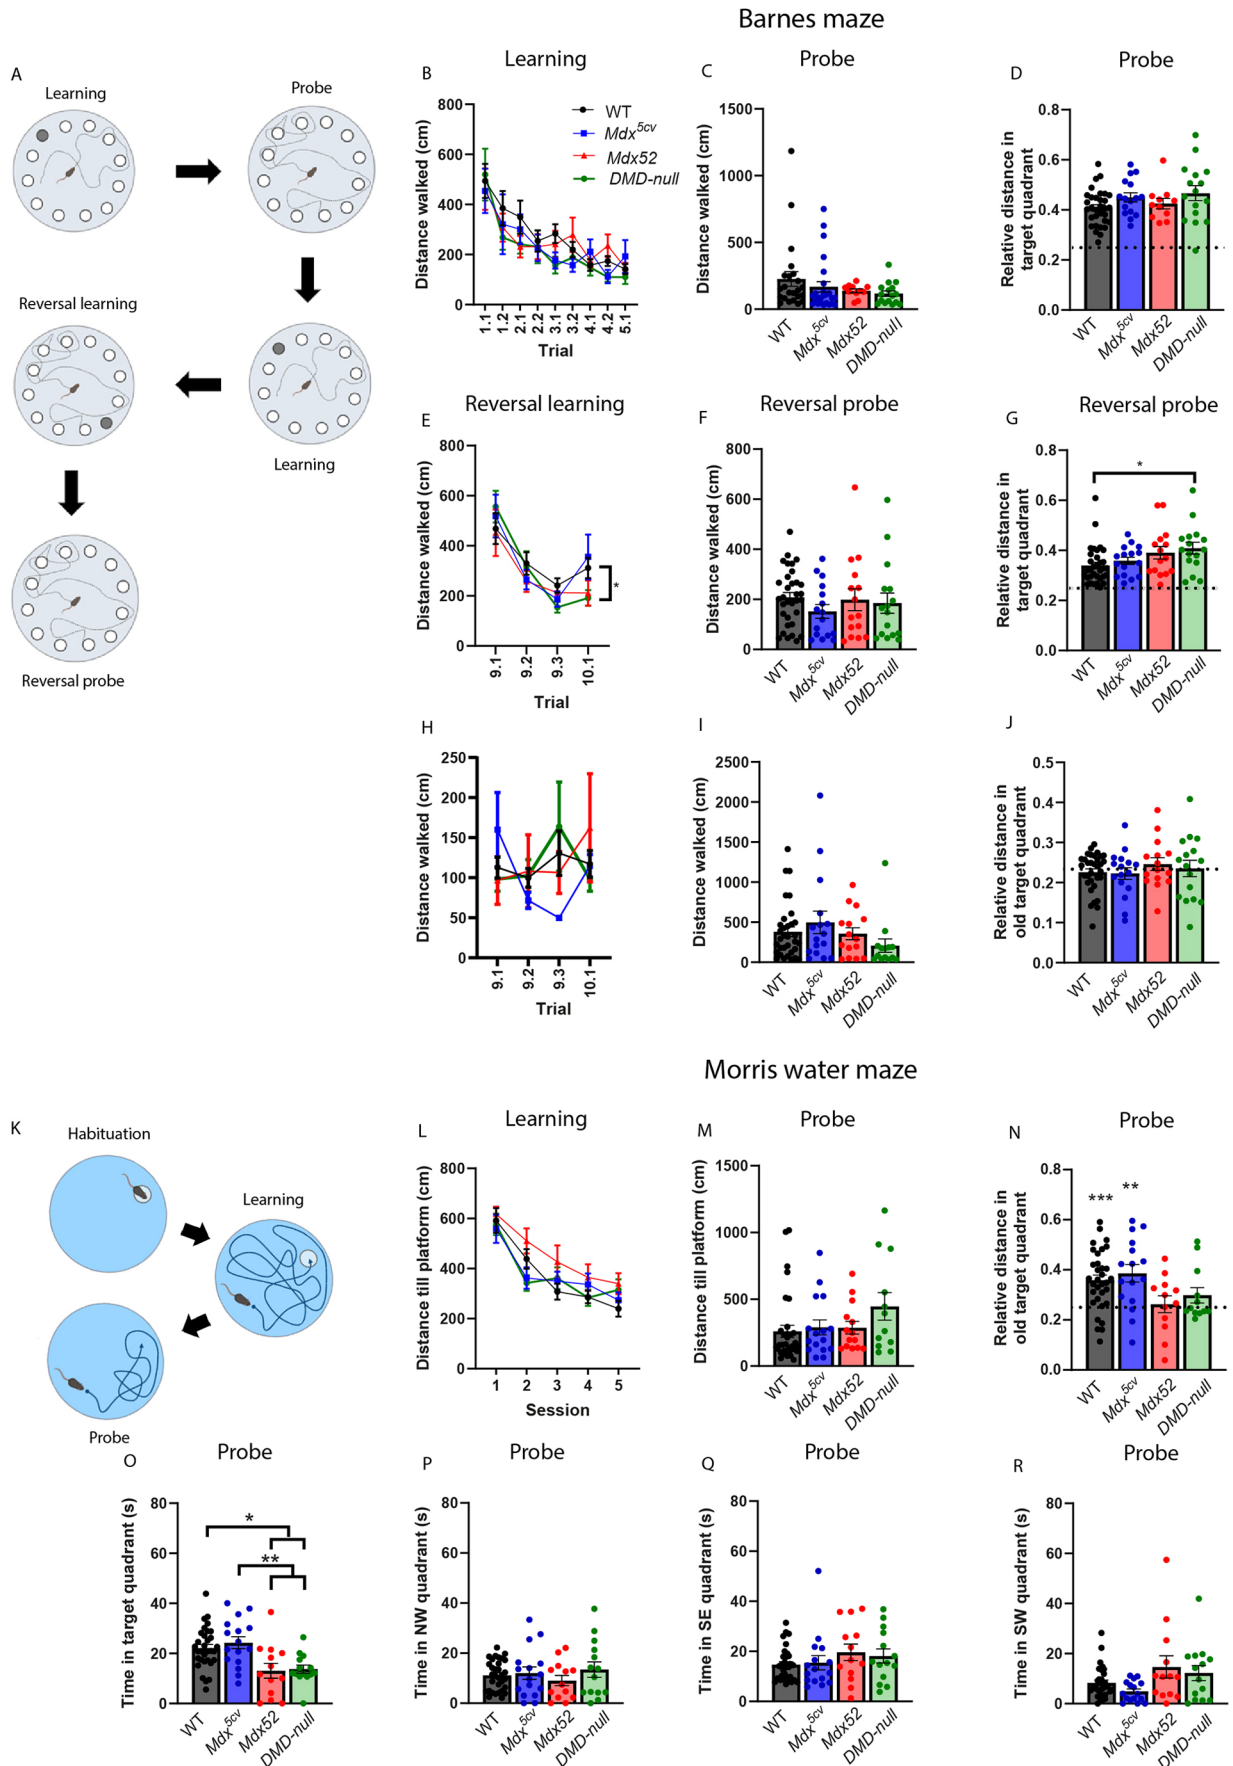 Barnes maze
A
Learning
Probe
Reversal learning
Learning
Reversal probe
B
Learning
Distance walked (cm)
800
600
400
200
0
WT
Mdx5cv
Mdx52
DMD-null
1.1
1.2
2.1
2.2
3.1
3.2
4.1
4.2
5.1
Trial
C
Probe
Distance walked (cm)
1500
1000
500
0
WT
Mdx5cv
Mdx52
DMD-null
D
Probe
Relative distance in
target quadrant
0.8
0.6
0.4
0.2
0.0
WT
Mdx5cv
Mdx52
DMD-null
E
Reversal learning
Distance walked (cm)
800
600
400
200
0
*
9.1
9.2
9.3
10.1
Trial
F
Reversal probe
Distance walked (cm)
800
600
400
200
0
WT
Mdx5cv
Mdx52
DMD-null
G
Reversal probe
Relative distance in
target quadrant
0.8
0.6
0.4
0.2
0.0
*
WT
Mdx5cv
Mdx52
DMD-null
H
Distance walked (cm)
250
200
150
100
50
0
9.1
9.2
9.3
10.1
Trial
I
Distance walked (cm)
2500
2000
1500
1000
500
0
WT
Mdx5cv
Mdx52
DMD-null
J
Relative distance in
old target quadrant
0.5
0.4
0.3
0.2
0.1
0.0
WT
Mdx5cv
Mdx52
DMD-null
Morris water maze
K
Habituation
Learning
Probe
L
Learning
Distance till platform (cm)
800
600
400
200
0
1
2
3
4
5
Session
M
Probe
Distance till platform (cm)
1500
1000
500
0
WT
Mdx5cv
Mdx52
DMD-null
N
Probe
Relative distance in
old target quadrant
0.8
0.6
0.4
0.2
0.0
***
**
WT
Mdx5cv
Mdx52
DMD-null
O
Probe
Time in target quadrant (s)
80
60
40
20
0
*
**
WT
Mdx5cv
Mdx52
DMD-null
P
Probe
Time in NW quadrant (s)
80
60
40
20
0
WT
Mdx5cv
Mdx52
DMD-null
Q
Probe
Time in SE quadrant (s)
80
60
40
20
0
WT
Mdx5cv
Mdx52
DMD-null
R
Probe
Time in SW quadrant (s)
80
60
40
20
0
WT
Mdx5cv
Mdx52
DMD-null